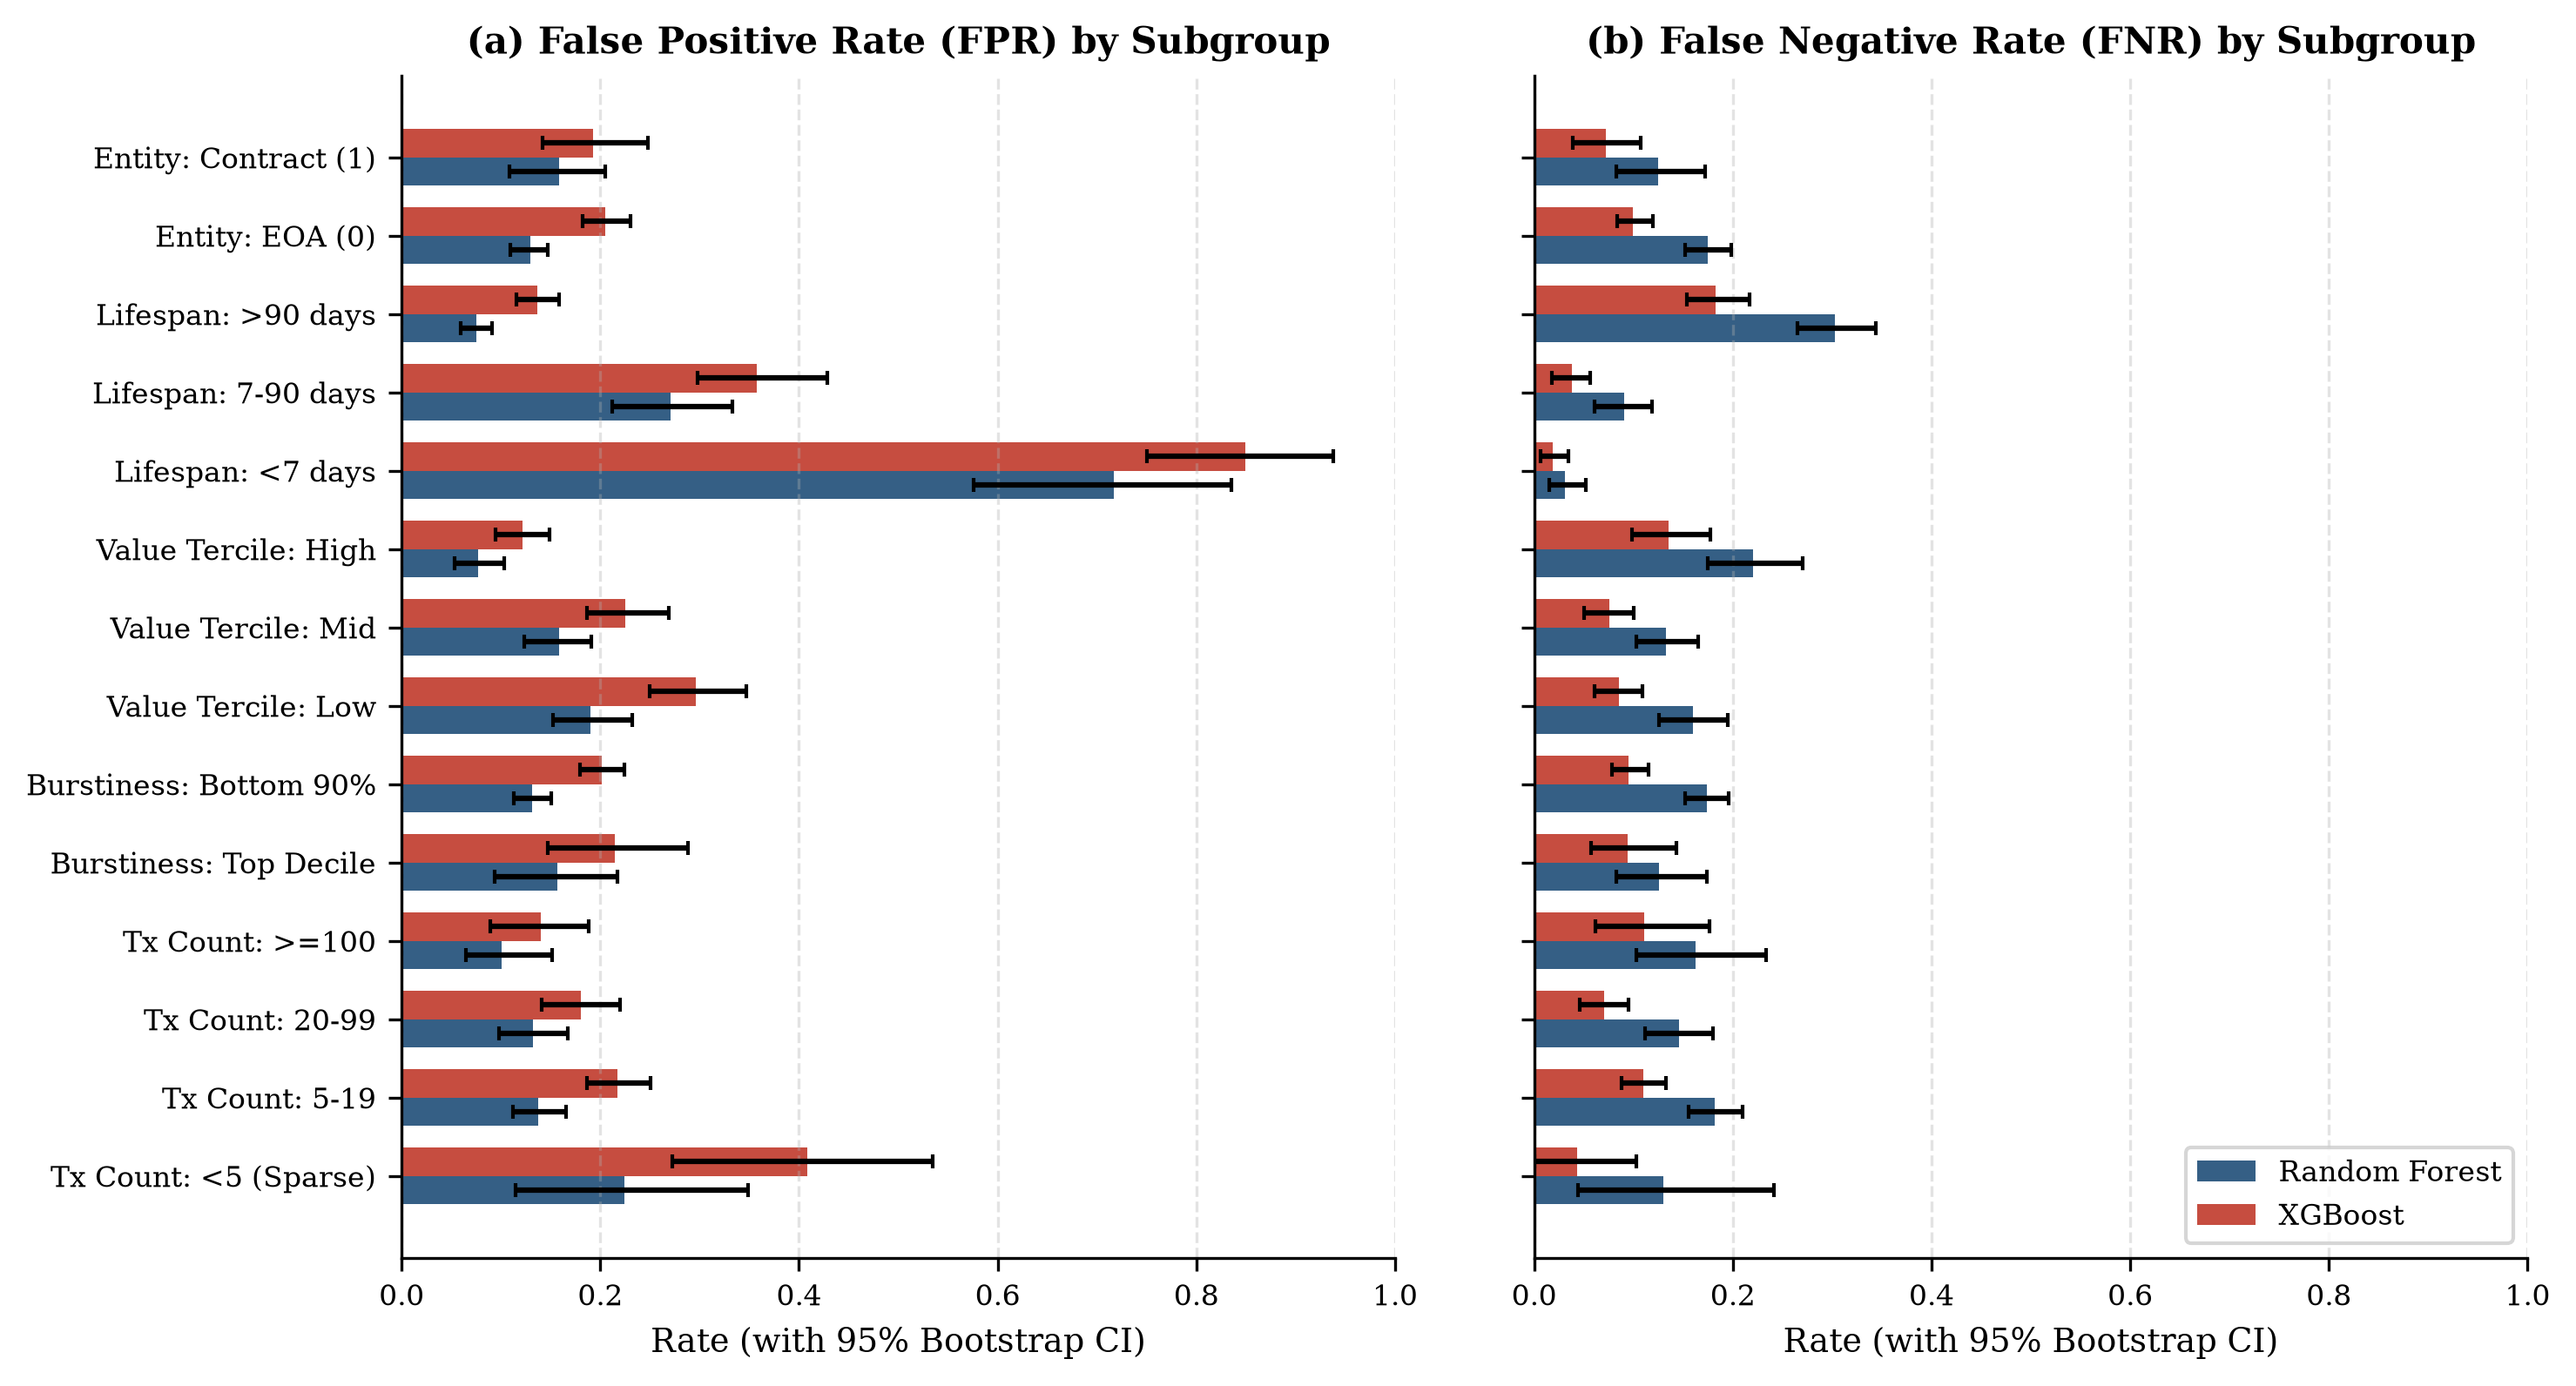 (a) False Positive Rate (FPR) by Subgroup
Entity: Contract (1)
Entity: EOA (0)
Lifespan: >90 days
Lifespan: 7-90 days
Lifespan: <7 days
Value Tercile: High
Value Tercile: Mid
Value Tercile: Low
Burstiness: Bottom 90%
Burstiness: Top Decile
Tx Count: >=100
Tx Count: 20-99
Tx Count: 5-19
Tx Count: <5 (Sparse)
0.0 0.2 0.4 0.6 0.8 1.0
Rate (with 95% Bootstrap CI)
(b) False Negative Rate (FNR) by Subgroup
Random Forest
XGBoost
0.0 0.2 0.4 0.6 0.8 1.0
Rate (with 95% Bootstrap CI)